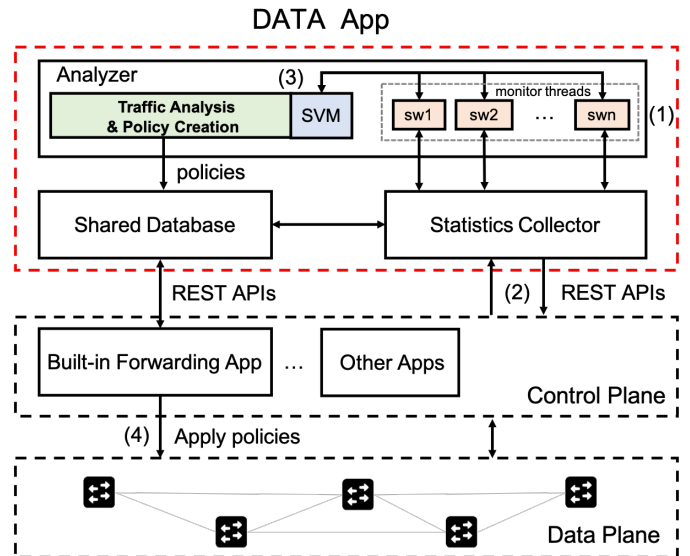 DATA App
Analyzer
(3)
Traffic Analysis
& Policy Creation
SVM
monitor threads
sw1
sw2
...
swn
(1)
policies
Shared Database
Statistics Collector
REST APIs
(2)
REST APIs
Built-in Forwarding App
...
Other Apps
Control Plane
(4)
Apply policies
Data Plane